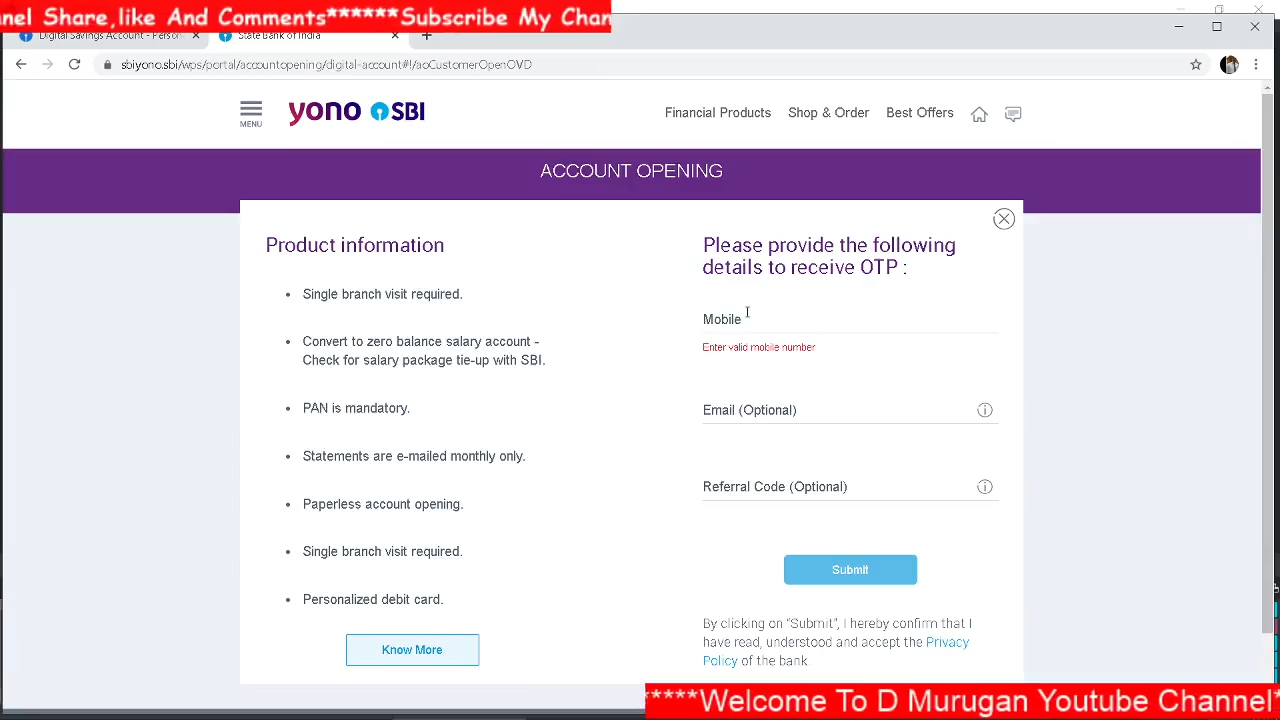 nnel Share,like And Comments******Subscribe My Chan
Digital Savings Account - Person
State Bank of India
sbiyono.sbi/wps/portal/accountopening/digital-account#!/aoCustomerOpenOVD
MENU
yono SBI
Financial Products
Shop & Order
Best Offers
ACCOUNT OPENING
Product information
• Single branch visit required.
• Convert to zero balance salary account -
Check for salary package tie-up with SBI.
• PAN is mandatory.
• Statements are e-mailed monthly only.
• Paperless account opening.
• Single branch visit required.
• Personalized debit card.
Know More
Please provide the following
details to receive OTP :
Mobile
Enter valid mobile number
Email (Optional)
Referral Code (Optional)
Submit
By clicking on “Submit”, I hereby confirm that I
have read, understood and accept the Privacy
Policy of the bank.
*****Welcome To D Murugan Youtube Channel*